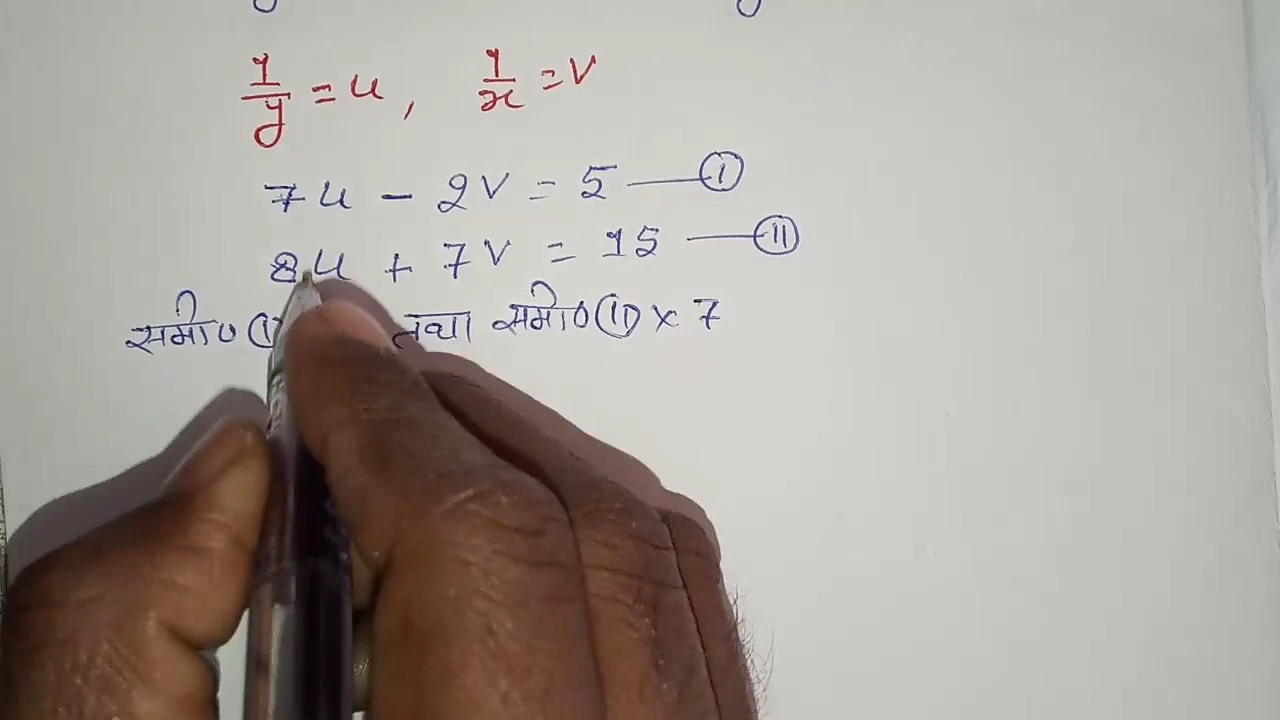 1/y = u, 1/x = v
7u - 2v = 5 —— (I)
8u + 7v = 15 —— (II)
समी० तथा समी० (II) x 7